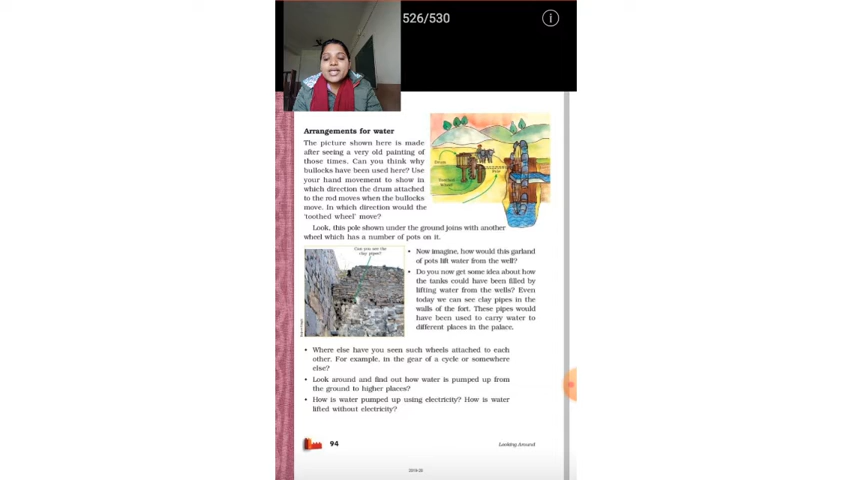 526/530
Arrangements for water
The picture shown here is made
after seeing a very old painting of
those times. Can you think why
bullocks have been used here? Use
your hand movement to show in
which direction the drum attached
to the rod moves when the bullocks
move. In which direction would the
'toothed wheel' move?
Drum
Toothed
Wheel
Pole
Look, this pole shown under the ground joins with another
wheel which has a number of pots on it.
Can you see the
clay pipes?
• Now imagine, how would this garland
of pots lift water from the well?
• Do you now get some idea about how
the tanks could have been filled by
lifting water from the wells? Even
today we can see clay pipes in the
walls of the fort. These pipes would
have been used to carry water to
different places in the palace.
• Where else have you seen such wheels attached to each
other. For example, in the gear of a cycle or somewhere
else?
• Look around and find out how water is pumped up from
the ground to higher places?
• How is water pumped up using electricity? How is water
lifted without electricity?
94
Looking Around
2019-20